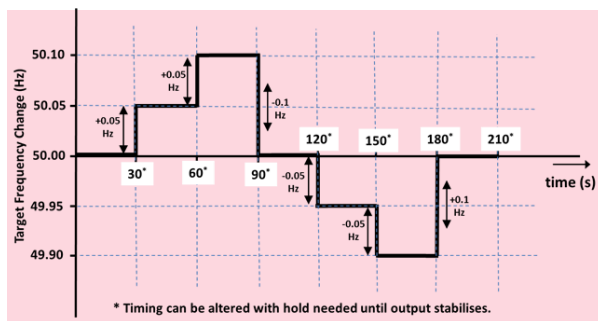 Target Frequency Change (Hz)
50.10
50.05
50.00
49.95
49.90
+0.05
Hz
+0.05
Hz
-0.1
Hz
-0.05
Hz
-0.05
Hz
+0.1
Hz
30*
60*
90*
120*
150*
180*
210*
time (s)
* Timing can be altered with hold needed until output stabilises.